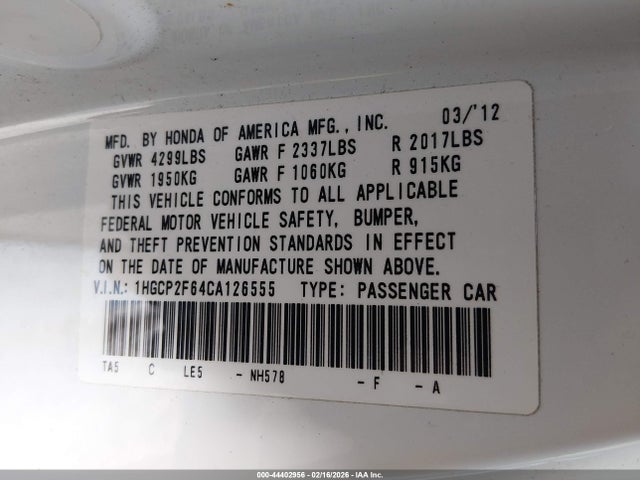 MFD. BY HONDA OF AMERICA MFG., INC. 03/'12
GVWR 4299LBS GAWR F 2337LBS R 2017LBS
GVWR 1950KG GAWR F 1060KG R 915KG
THIS VEHICLE CONFORMS TO ALL APPLICABLE
FEDERAL MOTOR VEHICLE SAFETY, BUMPER,
AND THEFT PREVENTION STANDARDS IN EFFECT
ON THE DATE OF MANUFACTURE SHOWN ABOVE.
V.I.N.: 1HGCP2F64CA126555 TYPE: PASSENGER CAR
TA5 C LE5 - NH578 - F - A
000-44402956 - 02/16/2026 - IAA Inc.